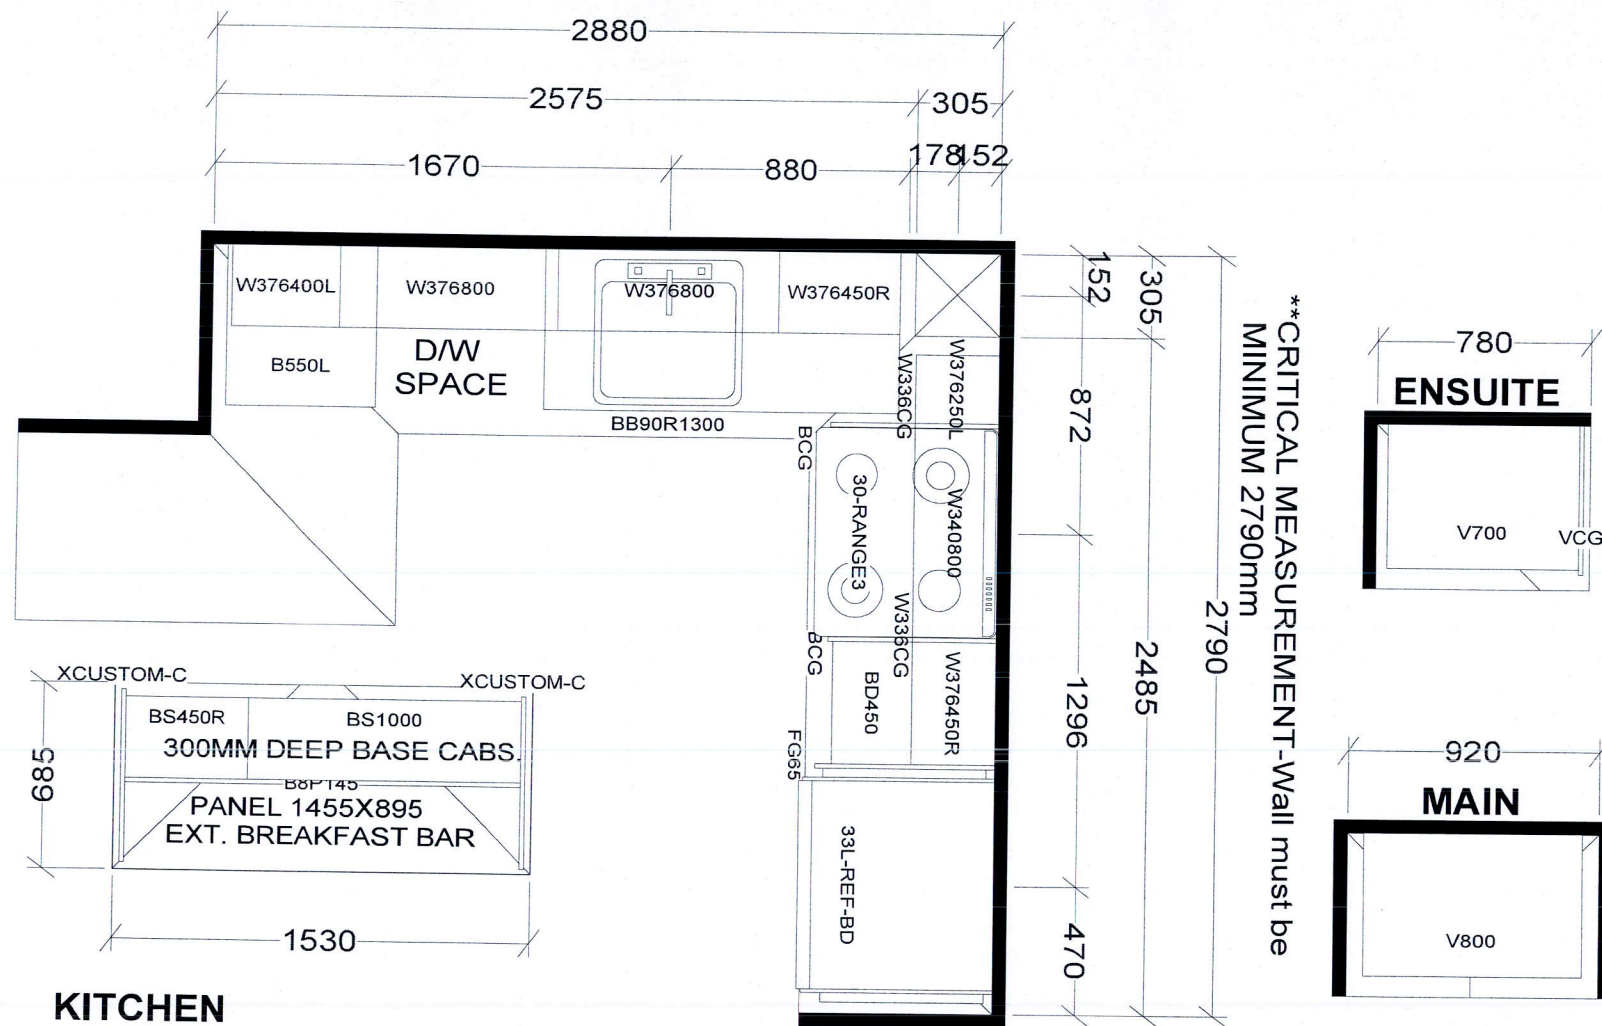 2880
2575
305
1670
880
178
152
W376400L
W376800
W376800
W376450R
B550L
D/W
SPACE
BB90R1300
W336CG
W376250L
BCG
30-RANGE3
W340800
BCG
W336CG
BD450
W376450R
FG65
33L-REF-BD
152
305
872
1296
2485
2790
470
**CRITICAL MEASUREMENT-Wall must be
MINIMUM 2790mm
780
ENSUITE
V700
VCG
920
MAIN
V800
XCUSTOM-C
XCUSTOM-C
BS450R
BS1000
300MM DEEP BASE CABS.
B8P145
PANEL 1455X895
EXT. BREAKFAST BAR
685
1530
KITCHEN